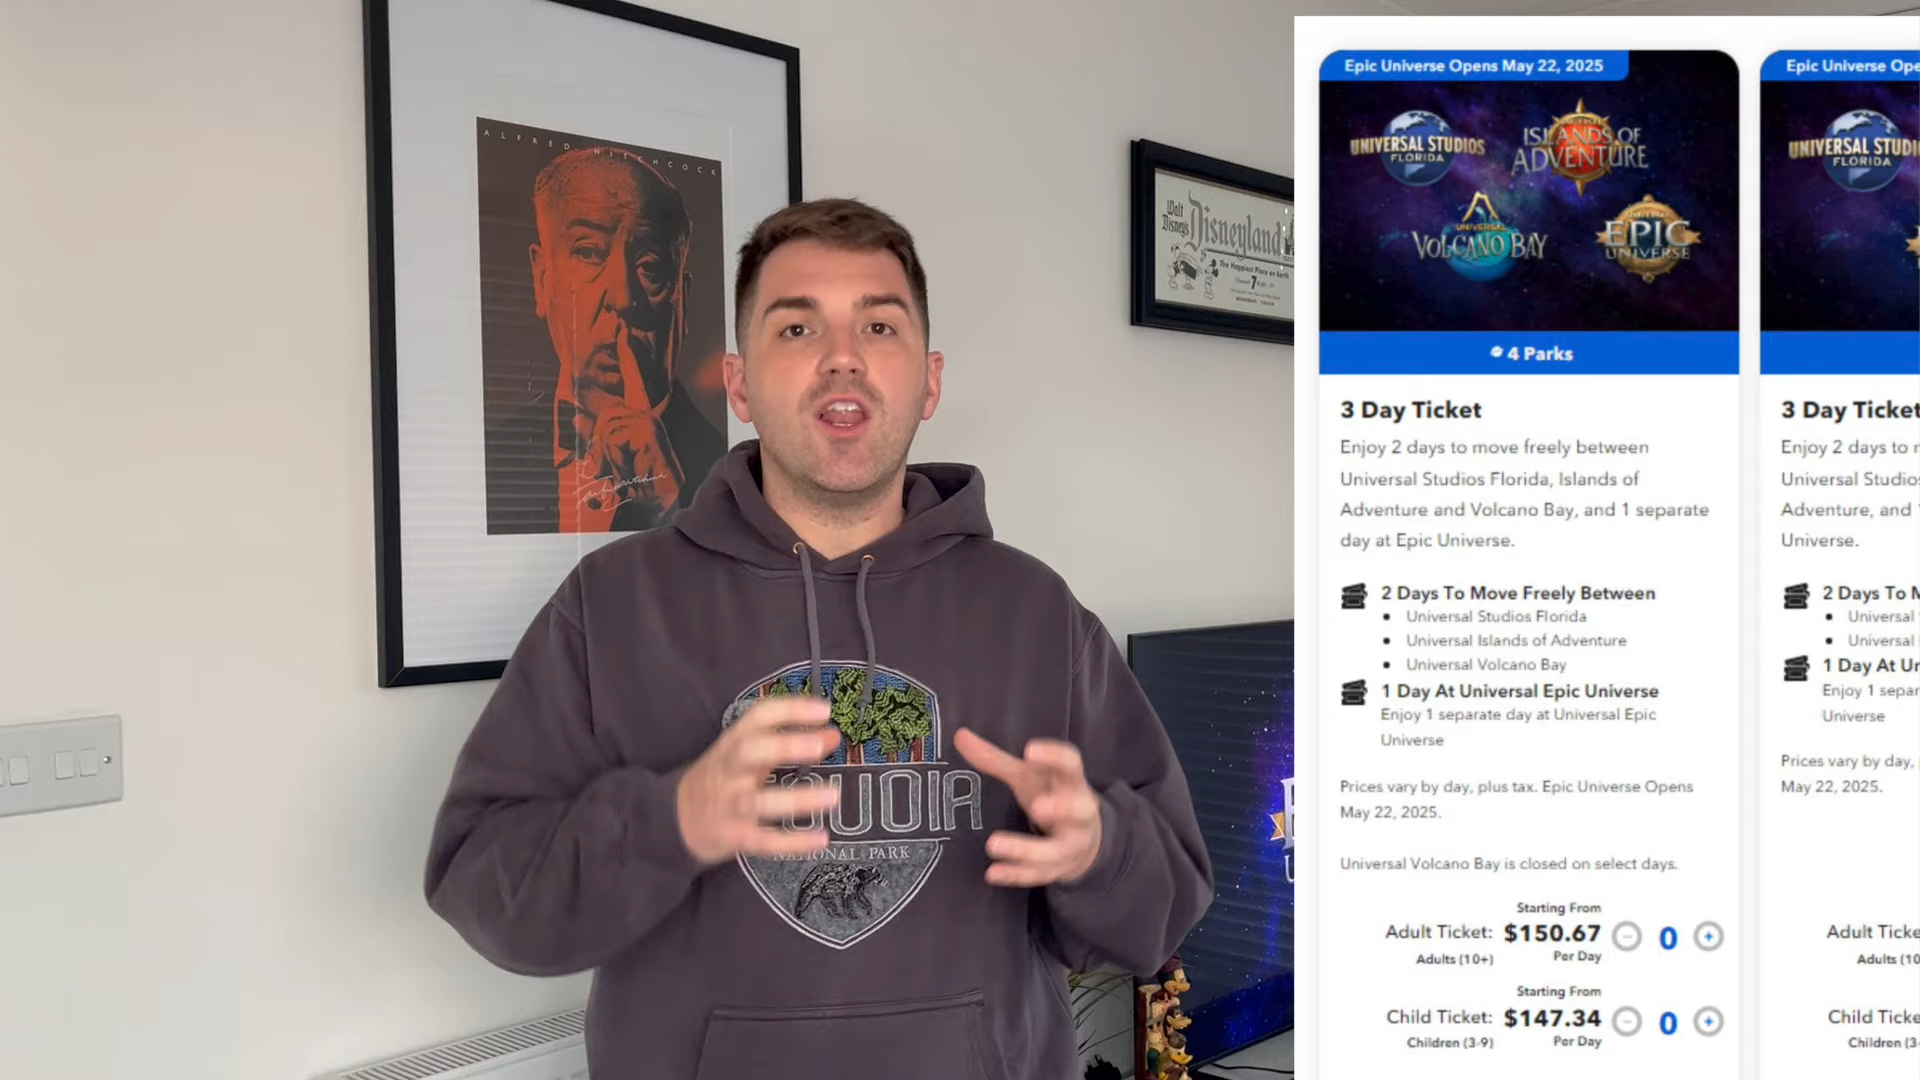 ALFRED HITCHCOCK
Walt
Disney's
Disneyland
The Happiest Place on Earth
SEQUOIA
NATIONAL PARK
Epic Universe Opens May 22, 2025
UNIVERSAL STUDIOS
FLORIDA
ISLANDS OF
ADVENTURE
UNIVERSAL
VOLCANO BAY
EPIC
UNIVERSE
4 Parks
3 Day Ticket
Enjoy 2 days to move freely between
Universal Studios Florida, Islands of
Adventure and Volcano Bay, and 1 separate
day at Epic Universe.
2 Days To Move Freely Between
• Universal Studios Florida
• Universal Islands of Adventure
• Universal Volcano Bay
1 Day At Universal Epic Universe
Enjoy 1 separate day at Universal Epic
Universe
Prices vary by day, plus tax. Epic Universe Opens
May 22, 2025.
Universal Volcano Bay is closed on select days.
Starting From
Adult Ticket: $150.67 - 0 +
Adults (10+) Per Day
Starting From
Child Ticket: $147.34 - 0 +
Children (3-9) Per Day
Epic Universe Ope
UNIVERSAL STUDI
FLORIDA
3 Day Ticket
Enjoy 2 days to
Universal Studios
Adventure, and
Universe.
2 Days To M
• Universal
• Universal
1 Day At Un
Enjoy 1 separ
Universe
Prices vary by day,
May 22, 2025.
Adult Ticke
Adults (10
Child Ticke
Children (3-